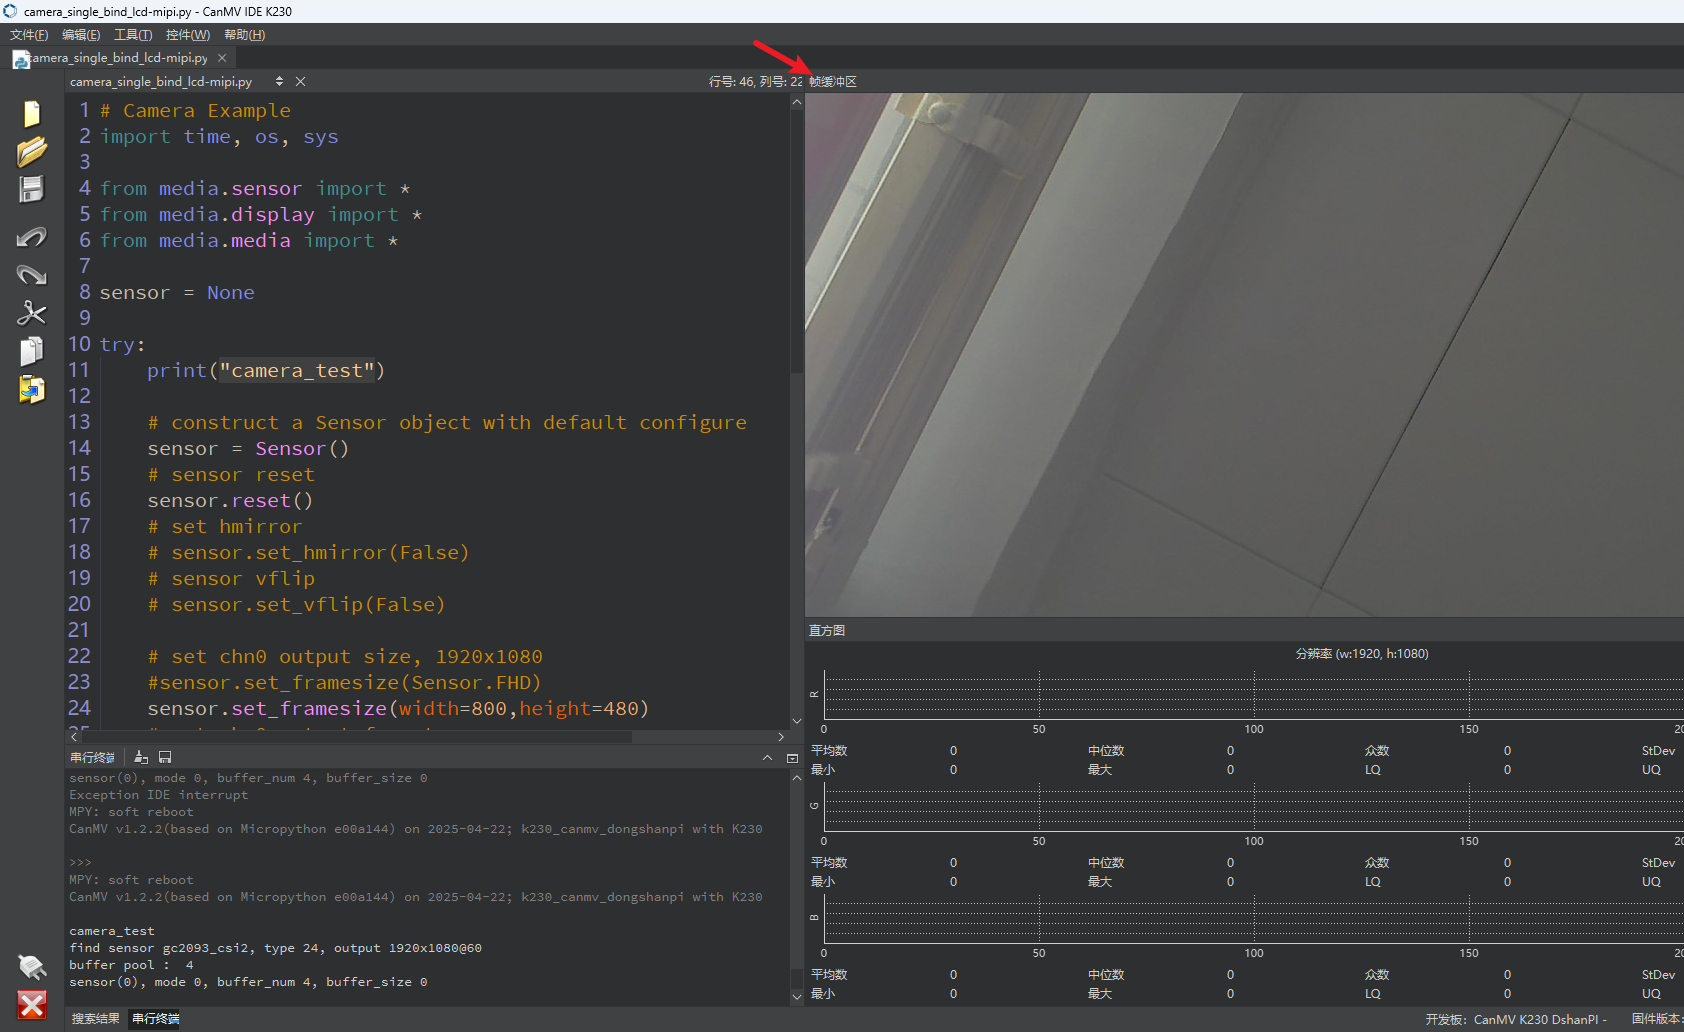 camera_single_bind_lcd-mipi.py - CanMV IDE K230
文件(F) 编辑(E) 工具(T) 控件(W) 帮助(H)
camera_single_bind_lcd-mipi.py
camera_single_bind_lcd-mipi.py 行号: 46, 列号: 22 帧缓冲区
1 # Camera Example
2 import time, os, sys
3
4 from media.sensor import *
5 from media.display import *
6 from media.media import *
7
8 sensor = None
9
10 try:
11     print("camera_test")
12
13     # construct a Sensor object with default configure
14     sensor = Sensor()
15     # sensor reset
16     sensor.reset()
17     # set hmirror
18     # sensor.set_hmirror(False)
19     # sensor vflip
20     # sensor.set_vflip(False)
21
22     # set chn0 output size, 1920x1080
23     #sensor.set_framesize(Sensor.FHD)
24     sensor.set_framesize(width=800,height=480)
串行终端
sensor(0), mode 0, buffer_num 4, buffer_size 0
Exception IDE interrupt
MPY: soft reboot
CanMV v1.2.2(based on Micropython e00a144) on 2025-04-22; k230_canmv_dongshanpi with K230
>>>
MPY: soft reboot
CanMV v1.2.2(based on Micropython e00a144) on 2025-04-22; k230_canmv_dongshanpi with K230
camera_test
find sensor gc2093_csi2, type 24, output 1920x1080@60
buffer pool :  4
sensor(0), mode 0, buffer_num 4, buffer_size 0
搜索结果 串行终端
直方图
分辨率 (w:1920, h:1080)
R
0 50 100 150 20
平均数 0 中位数 0 众数 0 StDev
最小 0 最大 0 LQ 0 UQ
G
0 50 100 150 20
平均数 0 中位数 0 众数 0 StDev
最小 0 最大 0 LQ 0 UQ
B
0 50 100 150 20
平均数 0 中位数 0 众数 0 StDev
最小 0 最大 0 LQ 0 UQ
开发板: CanMV K230 DshanPI - 固件版本: